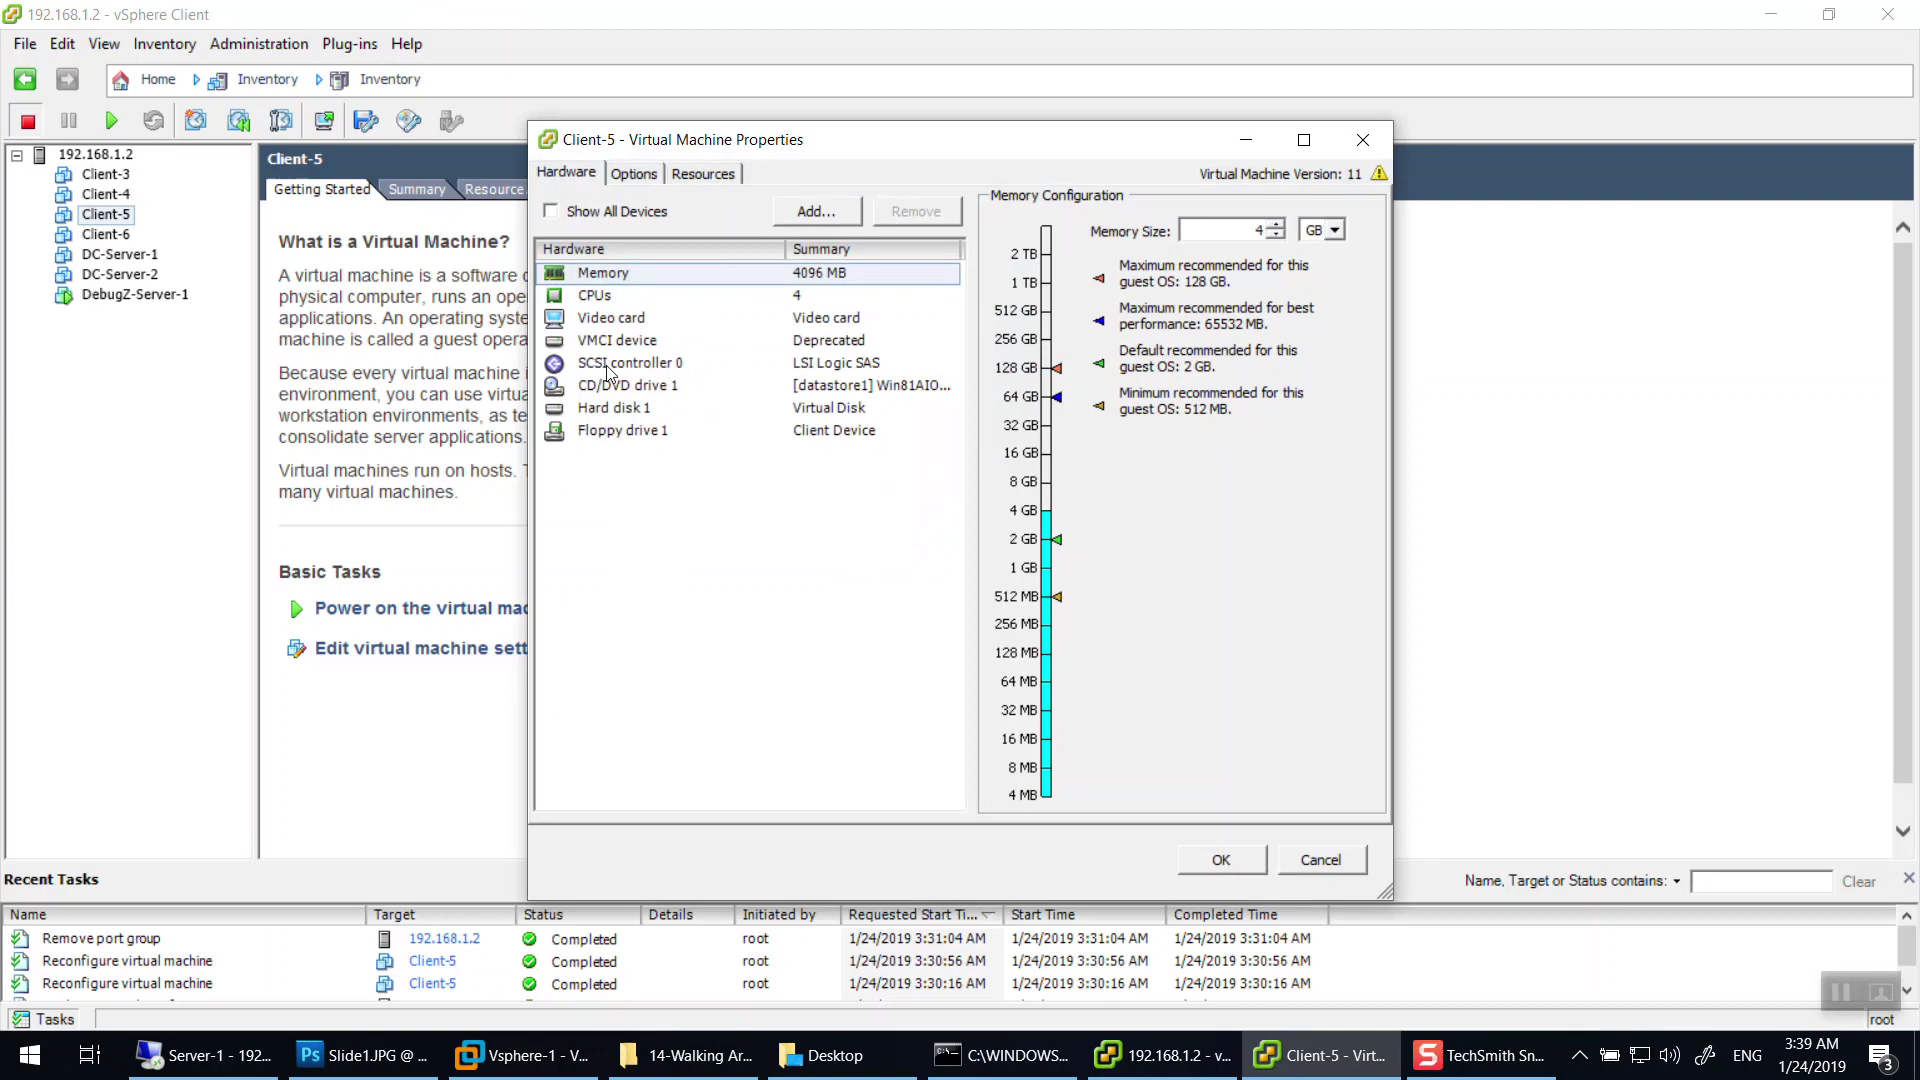 192.168.1.2 - vSphere Client
File Edit View Inventory Administration Plug-ins Help
Home Inventory Inventory
192.168.1.2
Client-3
Client-4
Client-5
Client-6
DC-Server-1
DC-Server-2
DebugZ-Server-1
Client-5
Getting Started Summary Resource
What is a Virtual Machine?
A virtual machine is a software
physical computer, runs an ope
applications. An operating syste
machine is called a guest opera
Because every virtual machine i
environment, you can use virtua
workstation environments, as te
consolidate server applications.
Virtual machines run on hosts.
many virtual machines.
Basic Tasks
Power on the virtual mac
Edit virtual machine sett
Client-5 - Virtual Machine Properties
Hardware Options Resources
Virtual Machine Version: 11
Show All Devices Add... Remove
Hardware Summary
Memory 4096 MB
CPUs 4
Video card Video card
VMCI device Deprecated
SCSI controller 0 LSI Logic SAS
CD/DVD drive 1 [datastore1] Win81AIO...
Hard disk 1 Virtual Disk
Floppy drive 1 Client Device
Memory Configuration
Memory Size: 4 GB
2 TB
1 TB
512 GB
256 GB
128 GB
64 GB
32 GB
16 GB
8 GB
4 GB
2 GB
1 GB
512 MB
256 MB
128 MB
64 MB
32 MB
16 MB
8 MB
4 MB
Maximum recommended for this
guest OS: 128 GB.
Maximum recommended for best
performance: 65532 MB.
Default recommended for this
guest OS: 2 GB.
Minimum recommended for this
guest OS: 512 MB.
OK Cancel
Recent Tasks
Name, Target or Status contains: Clear
Name Target Status Details Initiated by Requested Start Ti... Start Time Completed Time
Remove port group 192.168.1.2 Completed root 1/24/2019 3:31:04 AM 1/24/2019 3:31:04 AM 1/24/2019 3:31:04 AM
Reconfigure virtual machine Client-5 Completed root 1/24/2019 3:30:56 AM 1/24/2019 3:30:56 AM 1/24/2019 3:30:56 AM
Reconfigure virtual machine Client-5 Completed root 1/24/2019 3:30:16 AM 1/24/2019 3:30:16 AM 1/24/2019 3:30:16 AM
Tasks root
Server-1 - 192... Ps Slide1.JPG @ ... Vsphere-1 - V... 14-Walking Ar... Desktop C:\WINDOWS... 192.168.1.2 - v... Client-5 - Virt... S TechSmith Sn... ENG 3:39 AM
1/24/2019 3